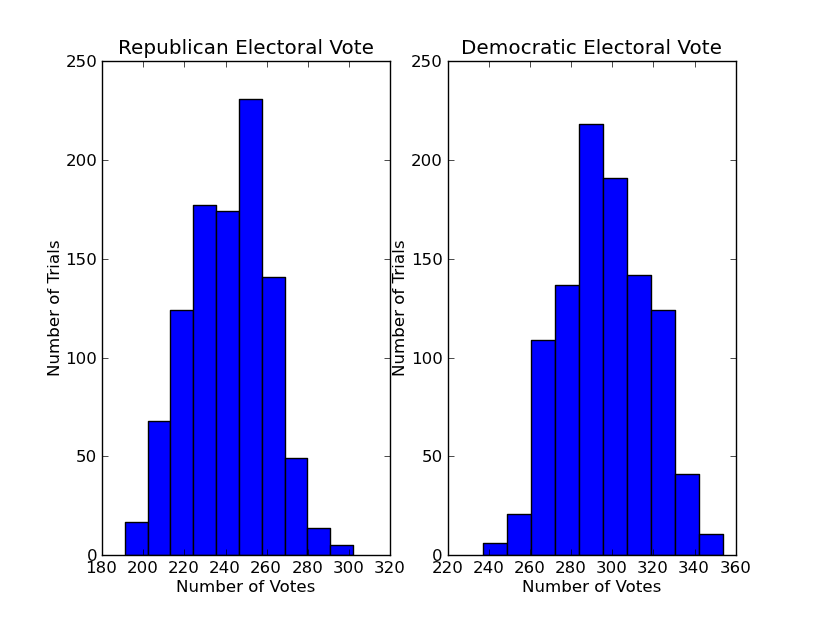 Republican Electoral Vote
250
200
150
100
50
0
Number of Trials
180 200 220 240 260 280 300 320
Number of Votes
Democratic Electoral Vote
250
200
150
100
50
0
Number of Trials
220 240 260 280 300 320 340 360
Number of Votes